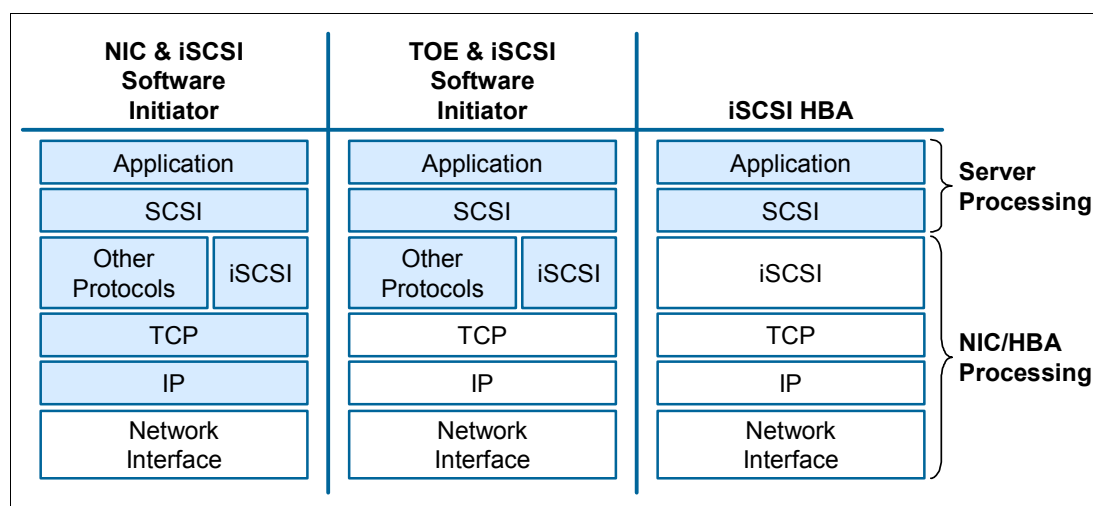 NIC & iSCSI
Software
Initiator
TOE & iSCSI
Software
Initiator
iSCSI HBA
Application
SCSI
Other
Protocols
iSCSI
TCP
IP
Network
Interface
Application
SCSI
Other
Protocols
iSCSI
TCP
IP
Network
Interface
Application
SCSI
iSCSI
TCP
IP
Network
Interface
Server
Processing
NIC/HBA
Processing